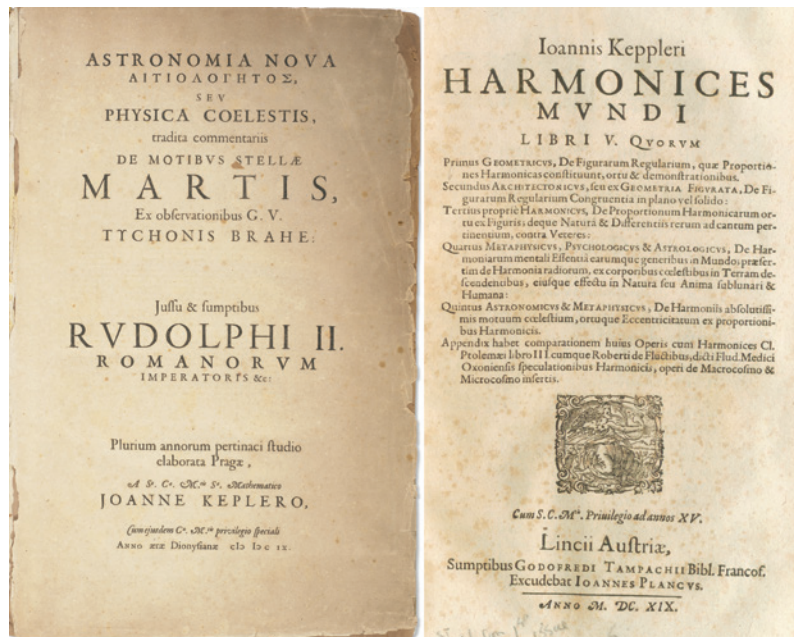 ASTRONOMIA NOVA
ΑΙΤΙΟΛΟΓΗΤΟΣ,
SEV
PHYSICA COELESTIS,
tradita commentariis
DE MOTIBVS STELLÆ
MARTIS,
Ex observationibus G. V.
TYCHONIS BRAHE:
Jussu & sumptibus
RVDOLPHI II.
ROMANORVM
IMPERATORIS &c:
Plurium annorum pertinaci studio
elaborata Pragæ,
A Sæ. Cæ. M.tis Sæ. Mathematico
JOANNE KEPLERO,
Cum ejusdem Cæ. M.tis privilegio speciali
ANNO æræ Dionysianæ cIɔ Iɔc IX.
Ioannis Keppleri
HARMONICES
MVNDI
LIBRI V. QVORVM
Primus GEOMETRICVS, De Figurarum Regularium, quæ Proportio-
nes Harmonicas constituunt, ortu & demonstrationibus.
Secundus ARCHITECTONICVS, seu ex GEOMETRIA FIGVRATA, De Fi-
gurarum Regularium Congruentia in plano vel solido:
Tertius propriè HARMONICVS, De Proportionum Harmonicarum or-
tu ex Figuris; deque Naturâ & Differentiis rerum ad cantum per-
tinentium, contra Veteres:
Quartus METAPHYSICVS, PSYCHOLOGICVS & ASTROLOGICVS, De Har-
moniarum mentali Essentiâ earumque generibus in Mundo; præser-
tim de Harmonia radiorum, ex corporibus cœlestibus in Terram de-
scendentibus, eiusque effectu in Natura seu Anima sublunari &
Humana:
Quintus ASTRONOMICVS & METAPHYSICVS, De Harmoniis absolutissi-
mis motuum cœlestium, ortuque Eccentricitatum ex proportioni-
bus Harmonicis.
Appendix habet comparationem huius Operis cum Harmonices Cl.
Ptolemæi libro III cumque Roberti de Fluctibus, dicti Flud. Medici
Oxoniensis speculationibus Harmonicis, operi de Macrocosmo &
Microcosmo insertis.
Cum S. C. Mtis. Priuilegio ad annos XV.
Lincii Austriæ,
Sumptibus GODOFREDI TAMPACHII Bibl. Francof.
Excudebat IOANNES PLANCVS.
ANNO M. DC. XIX.